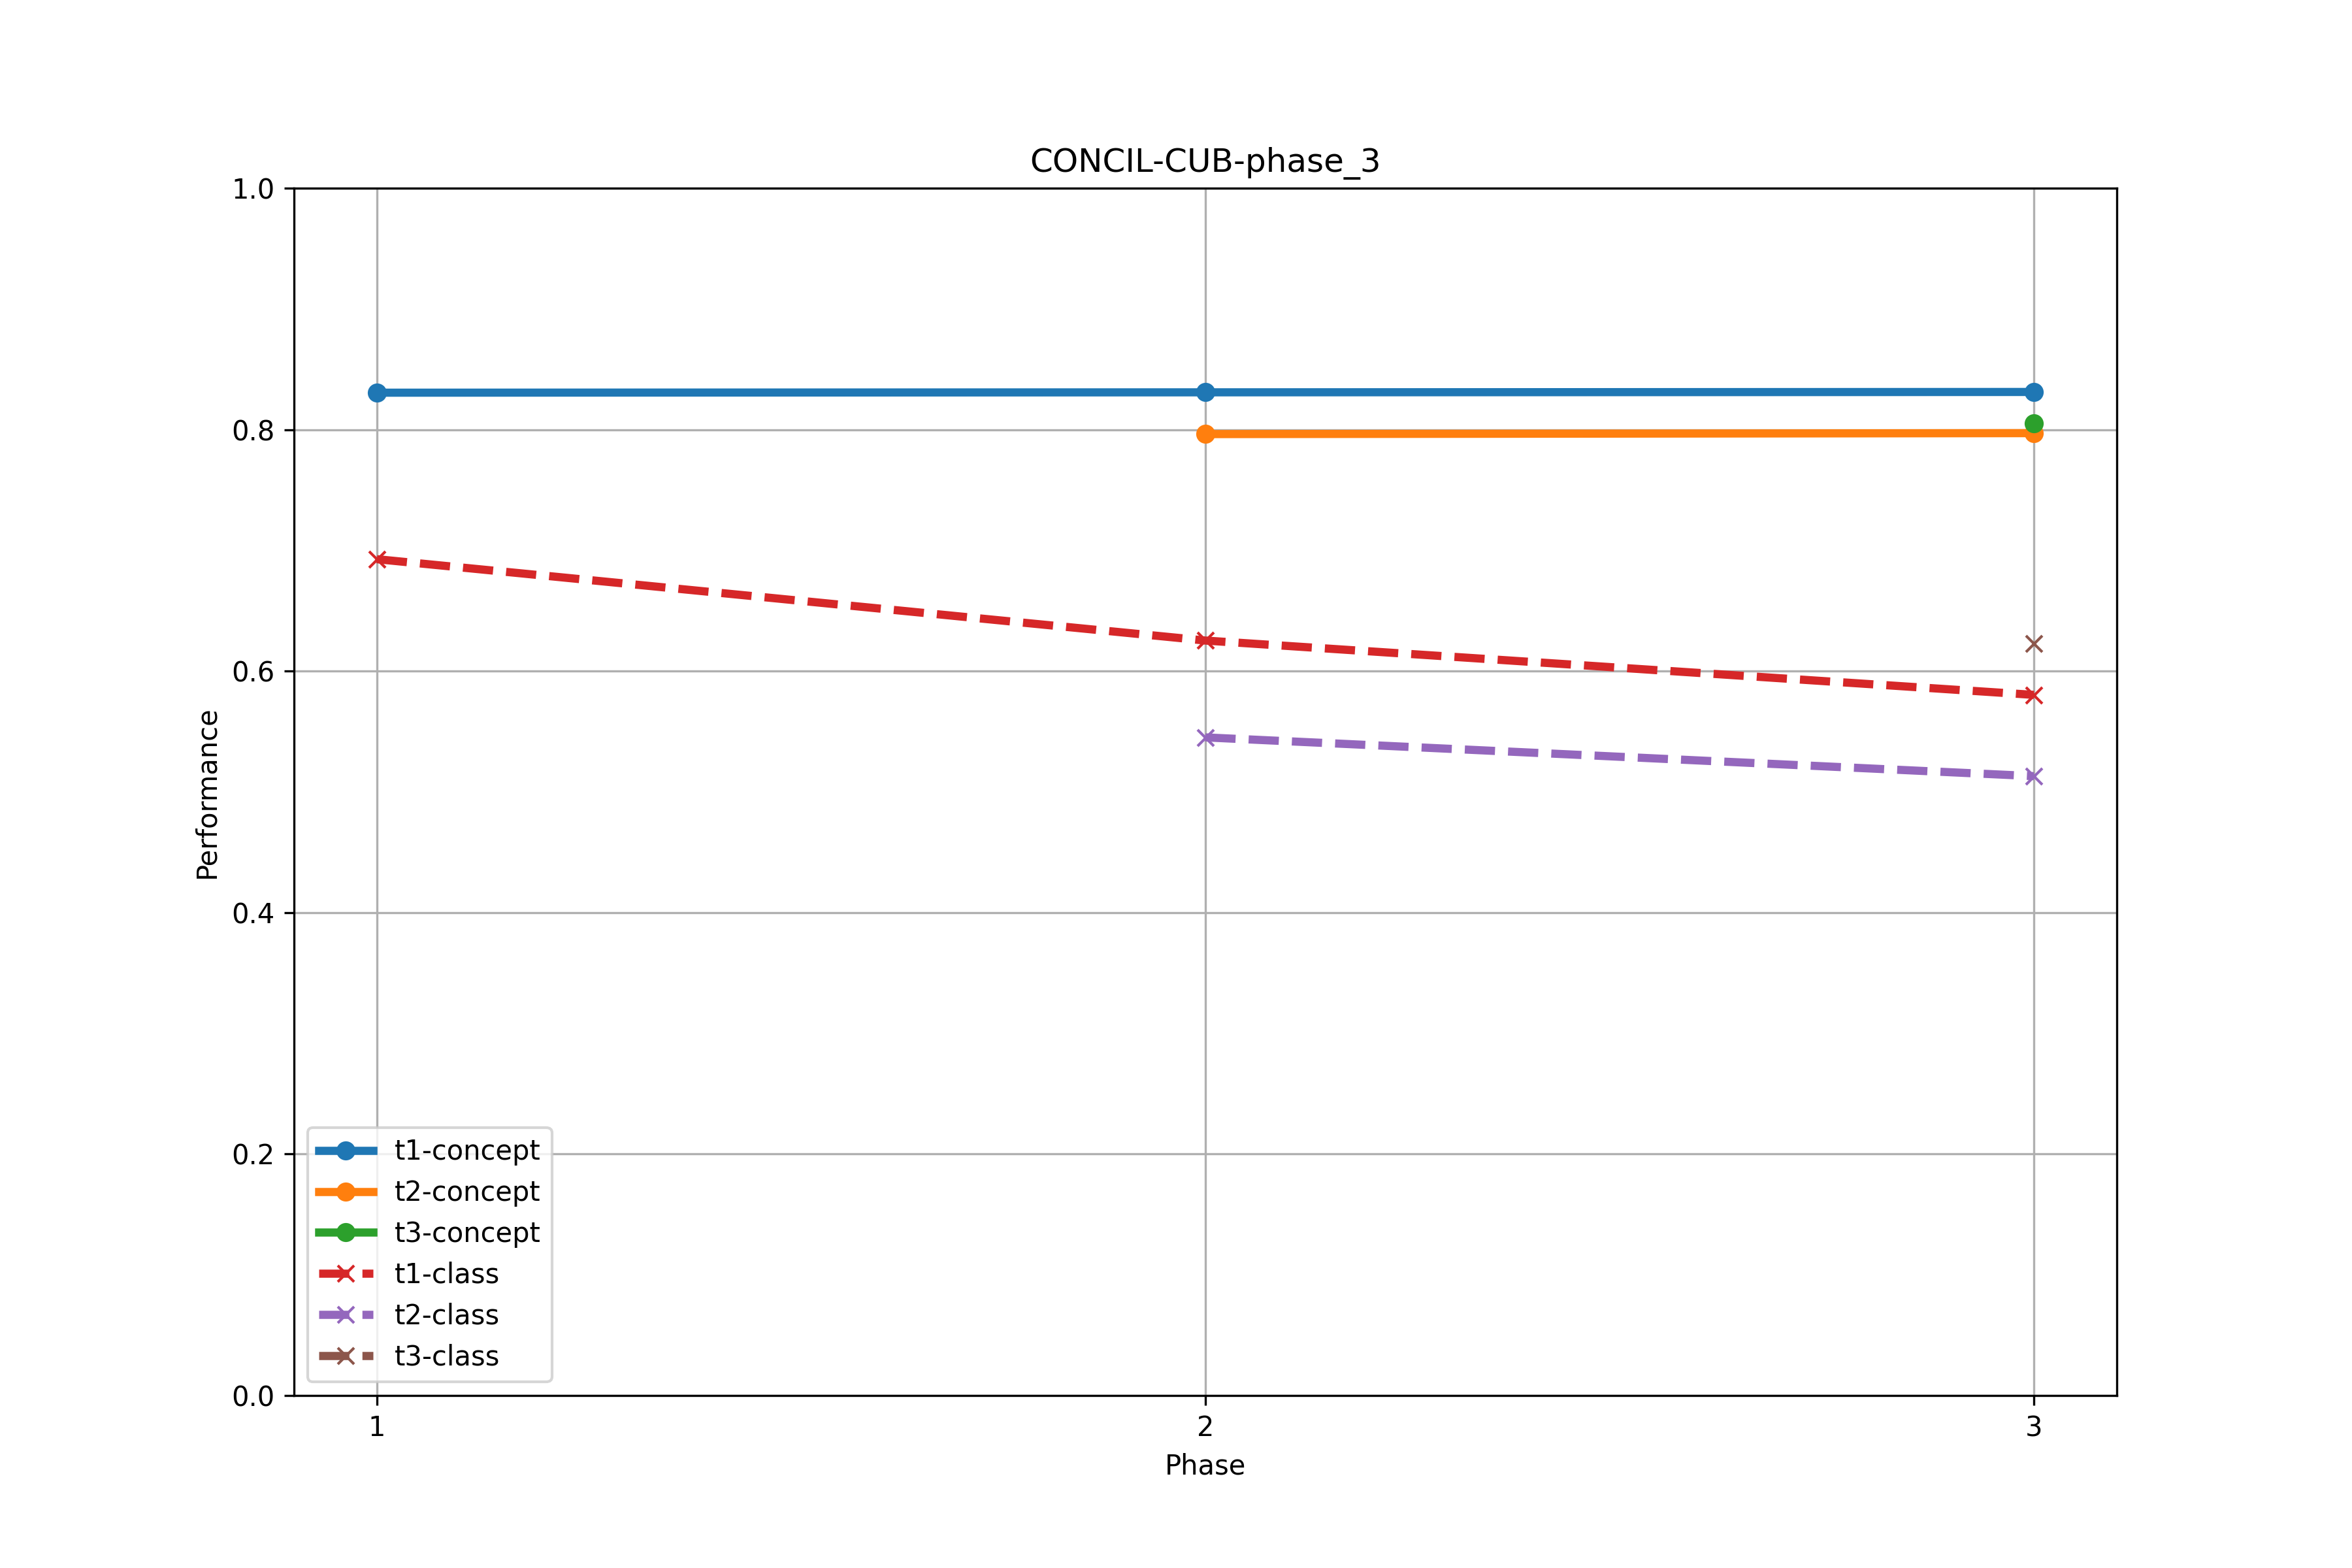 CONCIL-CUB-phase_3
1.0
0.8
0.6
0.4
0.2
0.0
Performance
t1-concept
t2-concept
t3-concept
t1-class
t2-class
t3-class
1 2 3
Phase